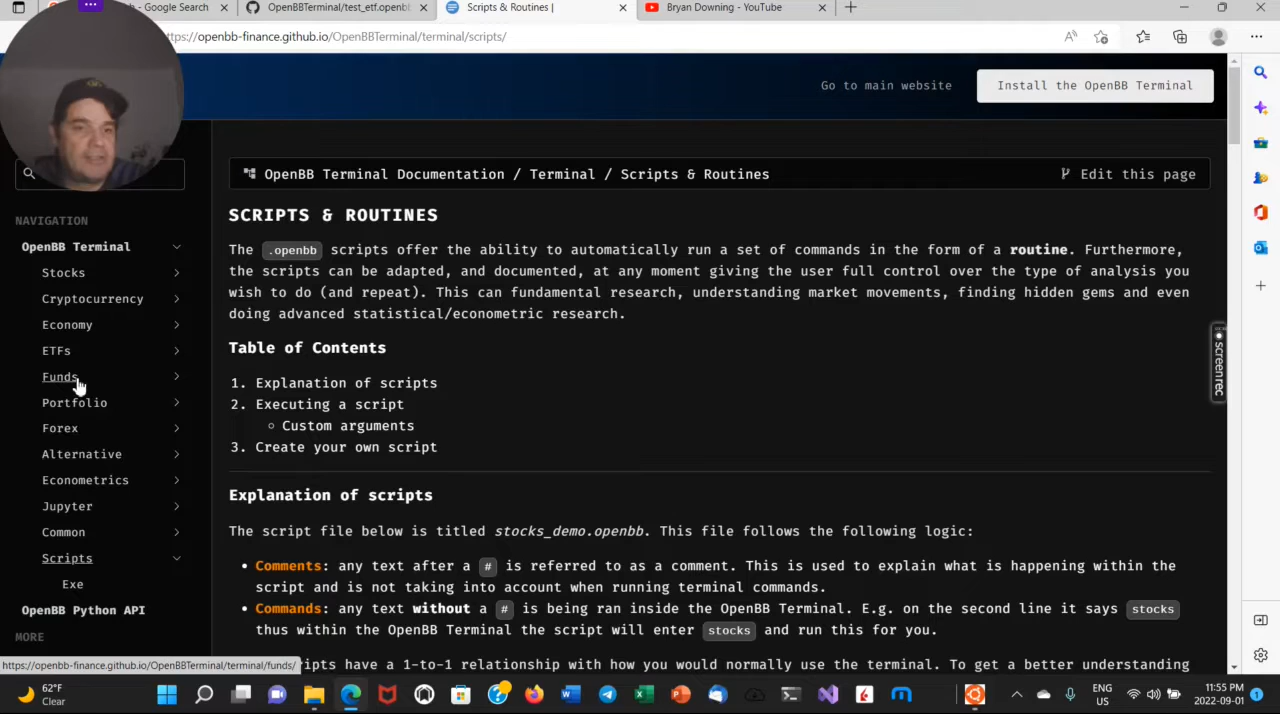 - Google Search
OpenBBTerminal/test_etf.openbb
Scripts & Routines |
Bryan Downing - YouTube
ttps://openbb-finance.github.io/OpenBBTerminal/terminal/scripts/
Go to main website
Install the OpenBB Terminal
OpenBB Terminal Documentation / Terminal / Scripts & Routines
Edit this page
NAVIGATION
OpenBB Terminal
Stocks
Cryptocurrency
Economy
ETFs
Funds
Portfolio
Forex
Alternative
Econometrics
Jupyter
Common
Scripts
Exe
OpenBB Python API
MORE
SCRIPTS & ROUTINES
The .openbb scripts offer the ability to automatically run a set of commands in the form of a routine. Furthermore,
the scripts can be adapted, and documented, at any moment giving the user full control over the type of analysis you
wish to do (and repeat). This can fundamental research, understanding market movements, finding hidden gems and even
doing advanced statistical/econometric research.
Table of Contents
1. Explanation of scripts
2. Executing a script
Custom arguments
3. Create your own script
Explanation of scripts
The script file below is titled stocks_demo.openbb. This file follows the following logic:
Comments: any text after a # is referred to as a comment. This is used to explain what is happening within the
script and is not taking into account when running terminal commands.
Commands: any text without a # is being ran inside the OpenBB Terminal. E.g. on the second line it says stocks
thus within the OpenBB Terminal the script will enter stocks and run this for you.
cripts have a 1-to-1 relationship with how you would normally use the terminal. To get a better understanding
screenrec
https://openbb-finance.github.io/OpenBBTerminal/terminal/funds/
62°F
Clear
ENG
US
11:55 PM
2022-09-01
1